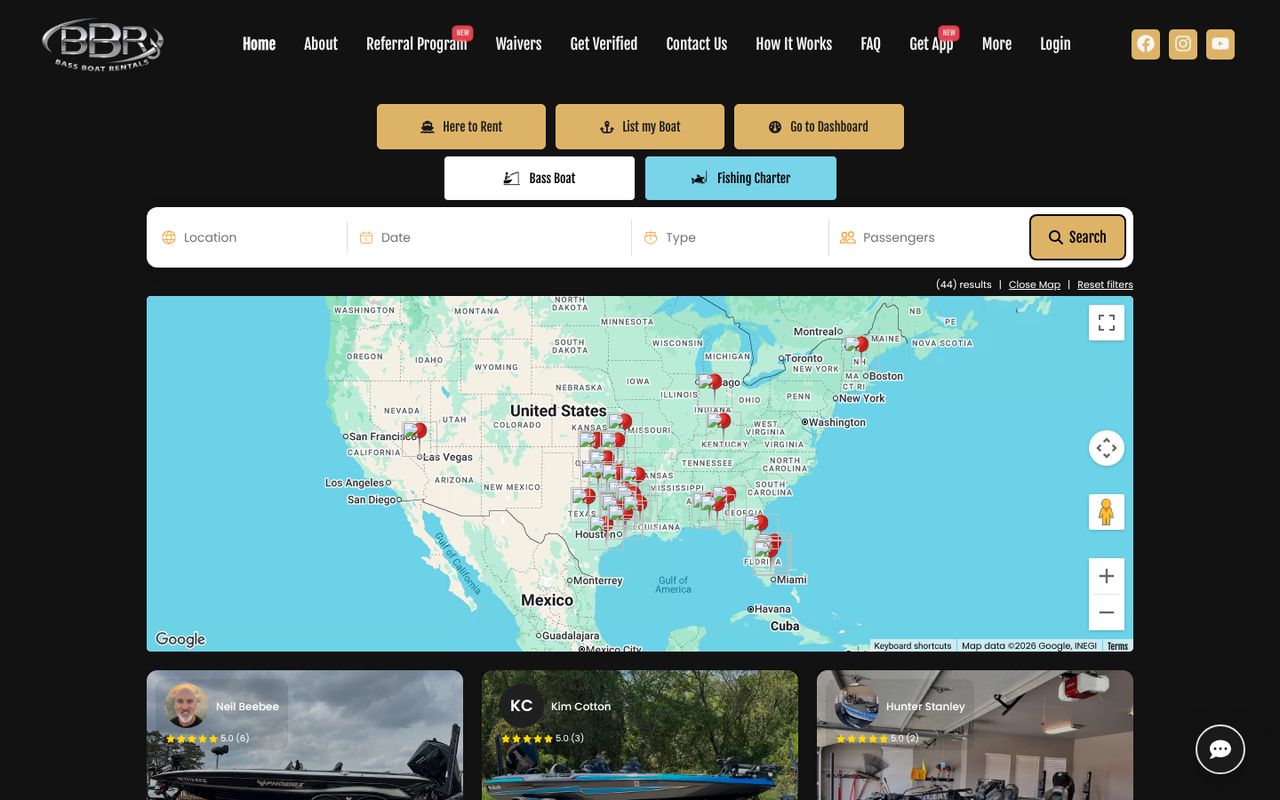 BBR
BASS BOAT RENTALS
Home
About
Referral Program
NEW
Waivers
Get Verified
Contact Us
How It Works
FAQ
Get App
NEW
More
Login
Here to Rent
List my Boat
Go to Dashboard
Bass Boat
Fishing Charter
Location
Date
Type
Passengers
Search
(44) results | Close Map | Reset filters
WASHINGTON
MONTANA
NORTH DAKOTA
MINNESOTA
WISCONSIN
MICHIGAN
Montreal
NB
PE
MAINE
NOVA SCOTIA
OREGON
IDAHO
WYOMING
SOUTH DAKOTA
IOWA
Toronto
NEW YORK
NH
MA
CT RI
Boston
NEBRASKA
ILLINOIS
INDIANA
OHIO
PENN
New York
NEVADA
UTAH
COLORADO
United States
KANSAS
MISSOURI
WEST VIRGINIA
Washington
KENTUCKY
VIRGINIA
San Francisco
CALIFORNIA
Las Vegas
TENNESSEE
NORTH CAROLINA
Los Angeles
ARIZONA
NEW MEXICO
MISSISSIPPI
SOUTH CAROLINA
San Diego
TEXAS
GEORGIA
Houston
LOUISIANA
FLORIDA
Gulf of California
Monterrey
Gulf of America
Miami
Mexico
Havana
Cuba
Guadalajara
Mexico City
Google
Keyboard shortcuts
Map data ©2026 Google, INEGI
Terms
Neil Beebee
5.0 (6)
PHOENIX
KC
Kim Cotton
5.0 (3)
Hunter Stanley
5.0 (2)